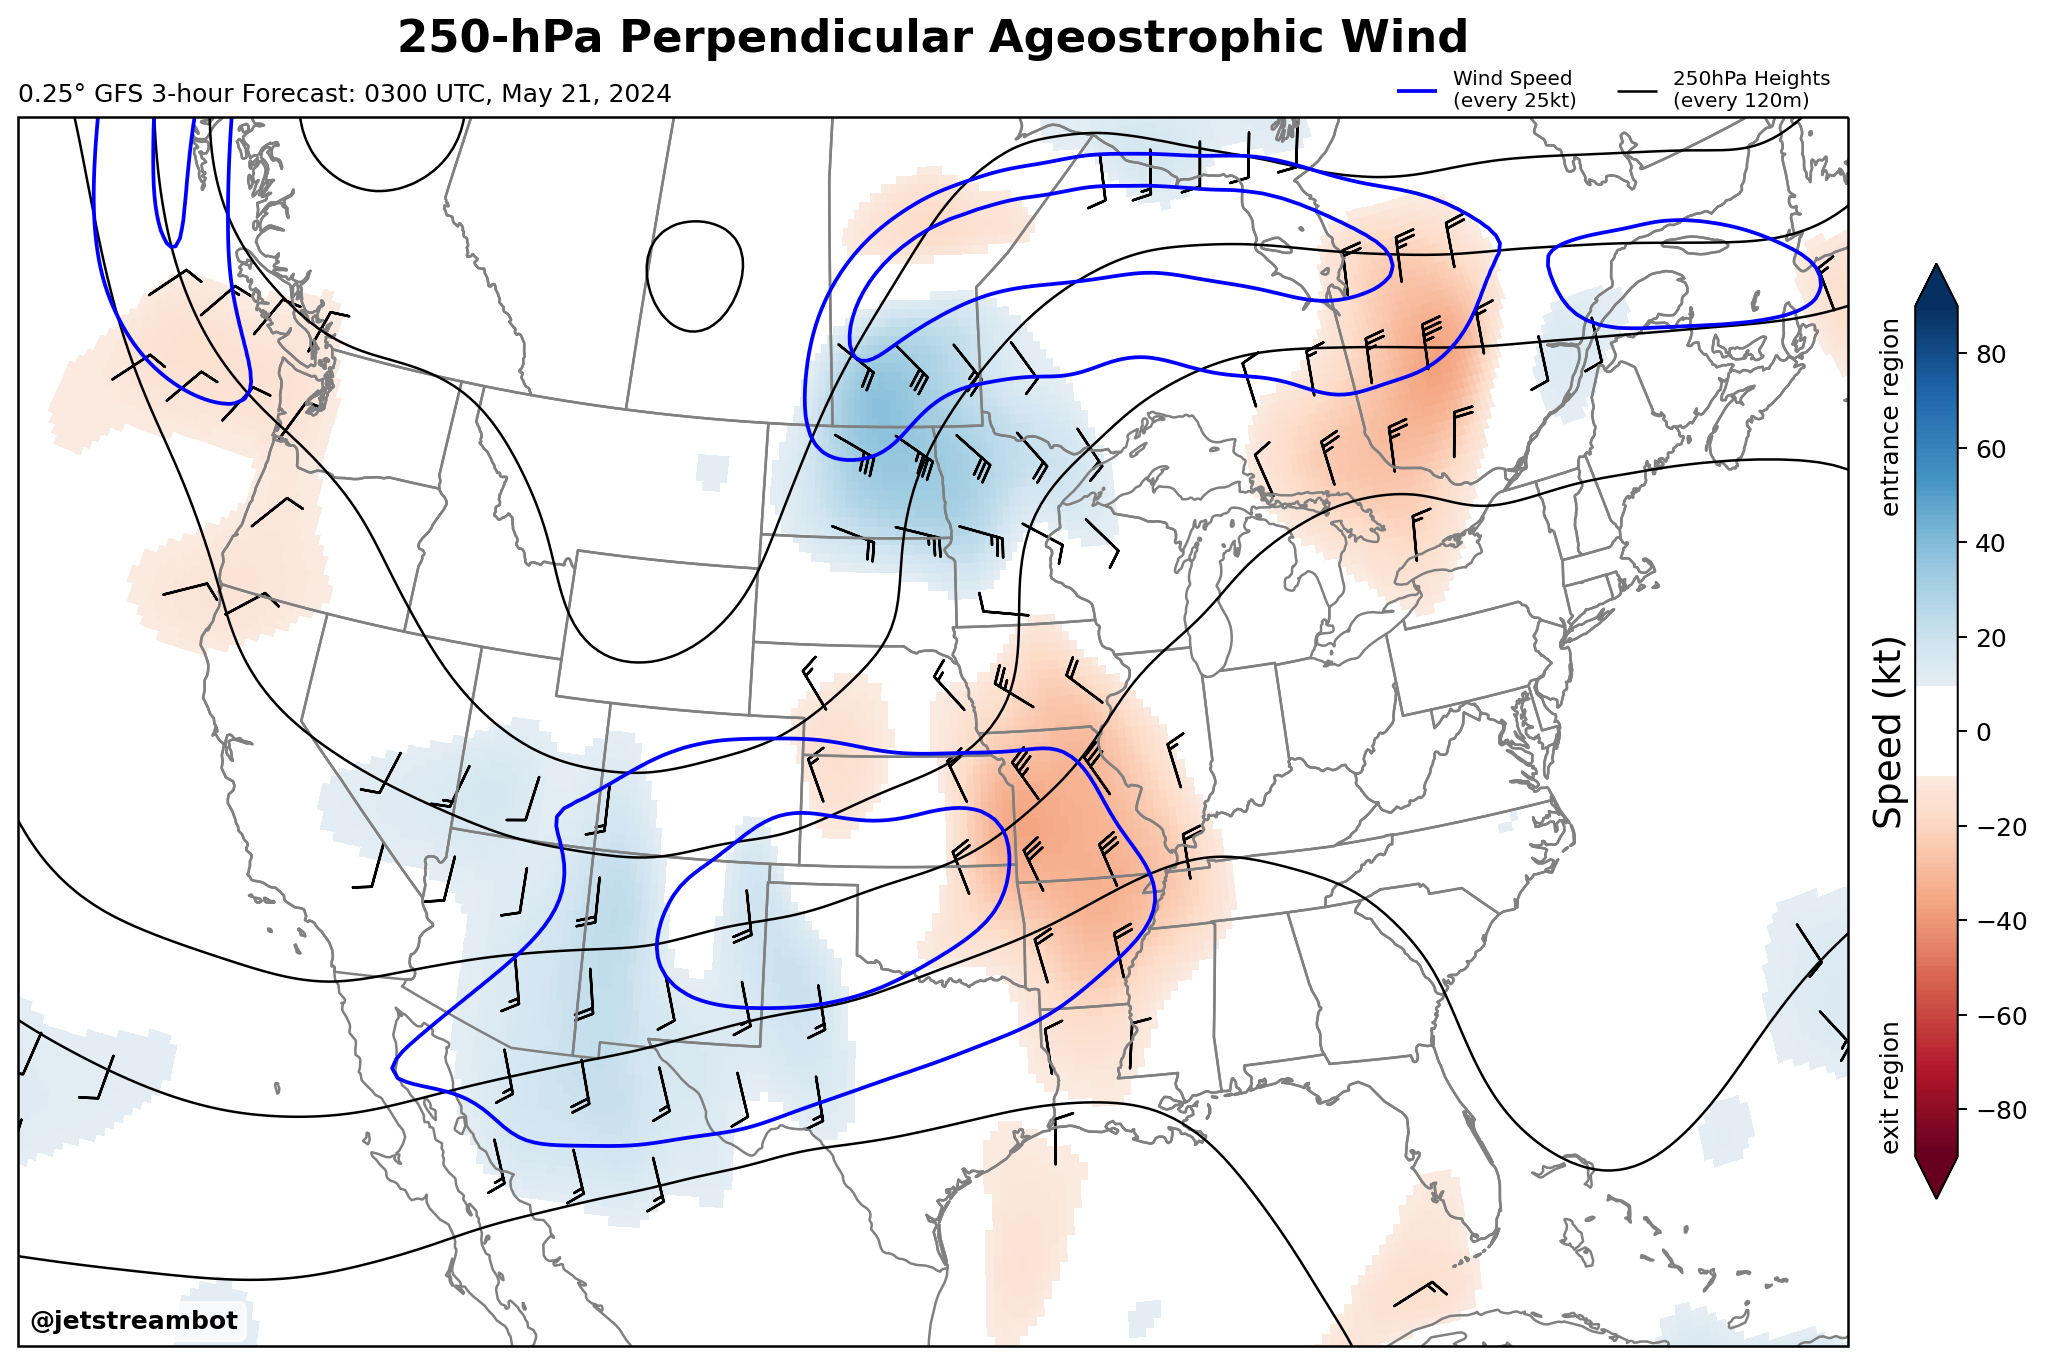 250-hPa Perpendicular Ageostrophic Wind
0.25° GFS 3-hour Forecast: 0300 UTC, May 21, 2024
Wind Speed
(every 25kt)
250hPa Heights
(every 120m)
entrance region
Speed (kt)
exit region
80
60
40
20
0
−20
−40
−60
−80
@jetstreambot